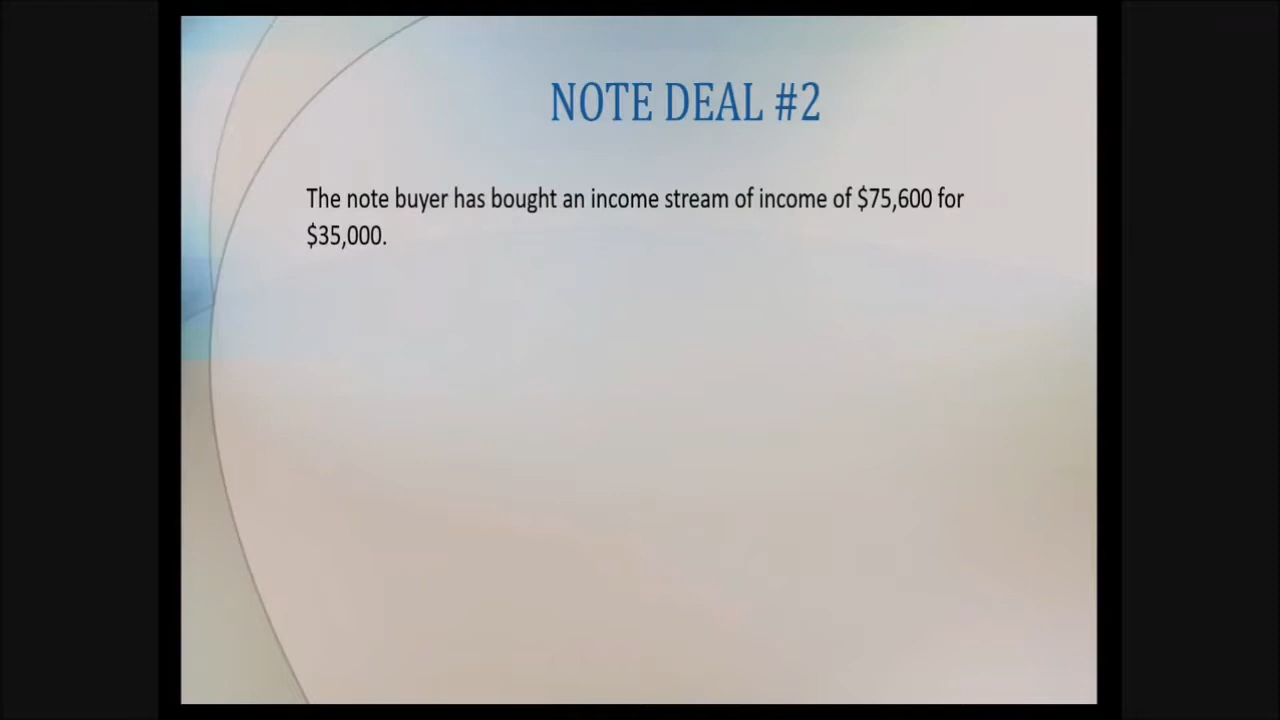 NOTE DEAL #2
The note buyer has bought an income stream of income of $75,600 for
$35,000.